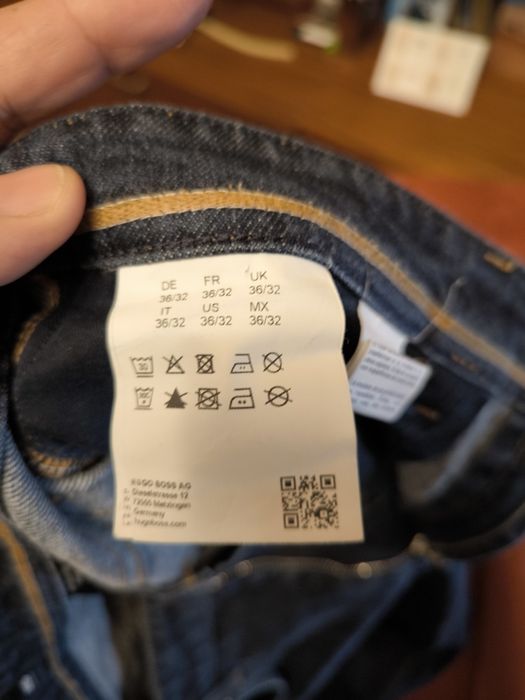 DE FR UK
36/32 36/32 36/32
IT US MX
36/32 36/32 36/32
30
HUGO BOSS AG
Dieselstrasse 12
72555 Metzingen
Germany
hugoboss.com